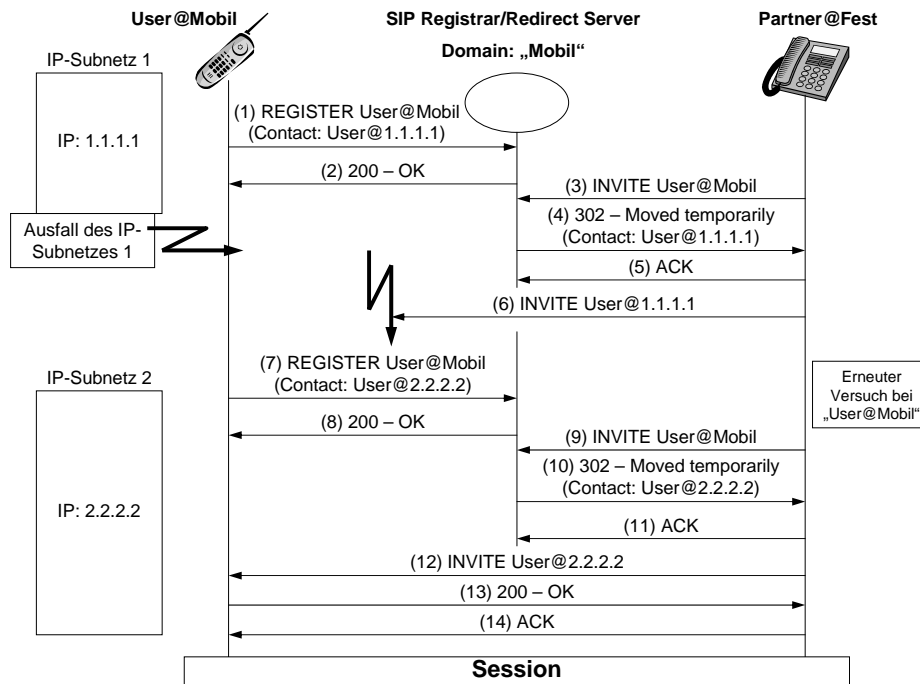 User@Mobil
SIP Registrar/Redirect Server
Partner@Fest
Domain: „Mobil“
IP-Subnetz 1
(1) REGISTER User@Mobil
(Contact: User@1.1.1.1)
IP: 1.1.1.1
(2) 200 – OK
(3) INVITE User@Mobil
(4) 302 – Moved temporarily
(Contact: User@1.1.1.1)
Ausfall des IP-
Subnetzes 1
(5) ACK
(6) INVITE User@1.1.1.1
(7) REGISTER User@Mobil
(Contact: User@2.2.2.2)
IP-Subnetz 2
Erneuter
Versuch bei
„User@Mobil“
(8) 200 – OK
(9) INVITE User@Mobil
(10) 302 – Moved temporarily
(Contact: User@2.2.2.2)
IP: 2.2.2.2
(11) ACK
(12) INVITE User@2.2.2.2
(13) 200 – OK
(14) ACK
Session